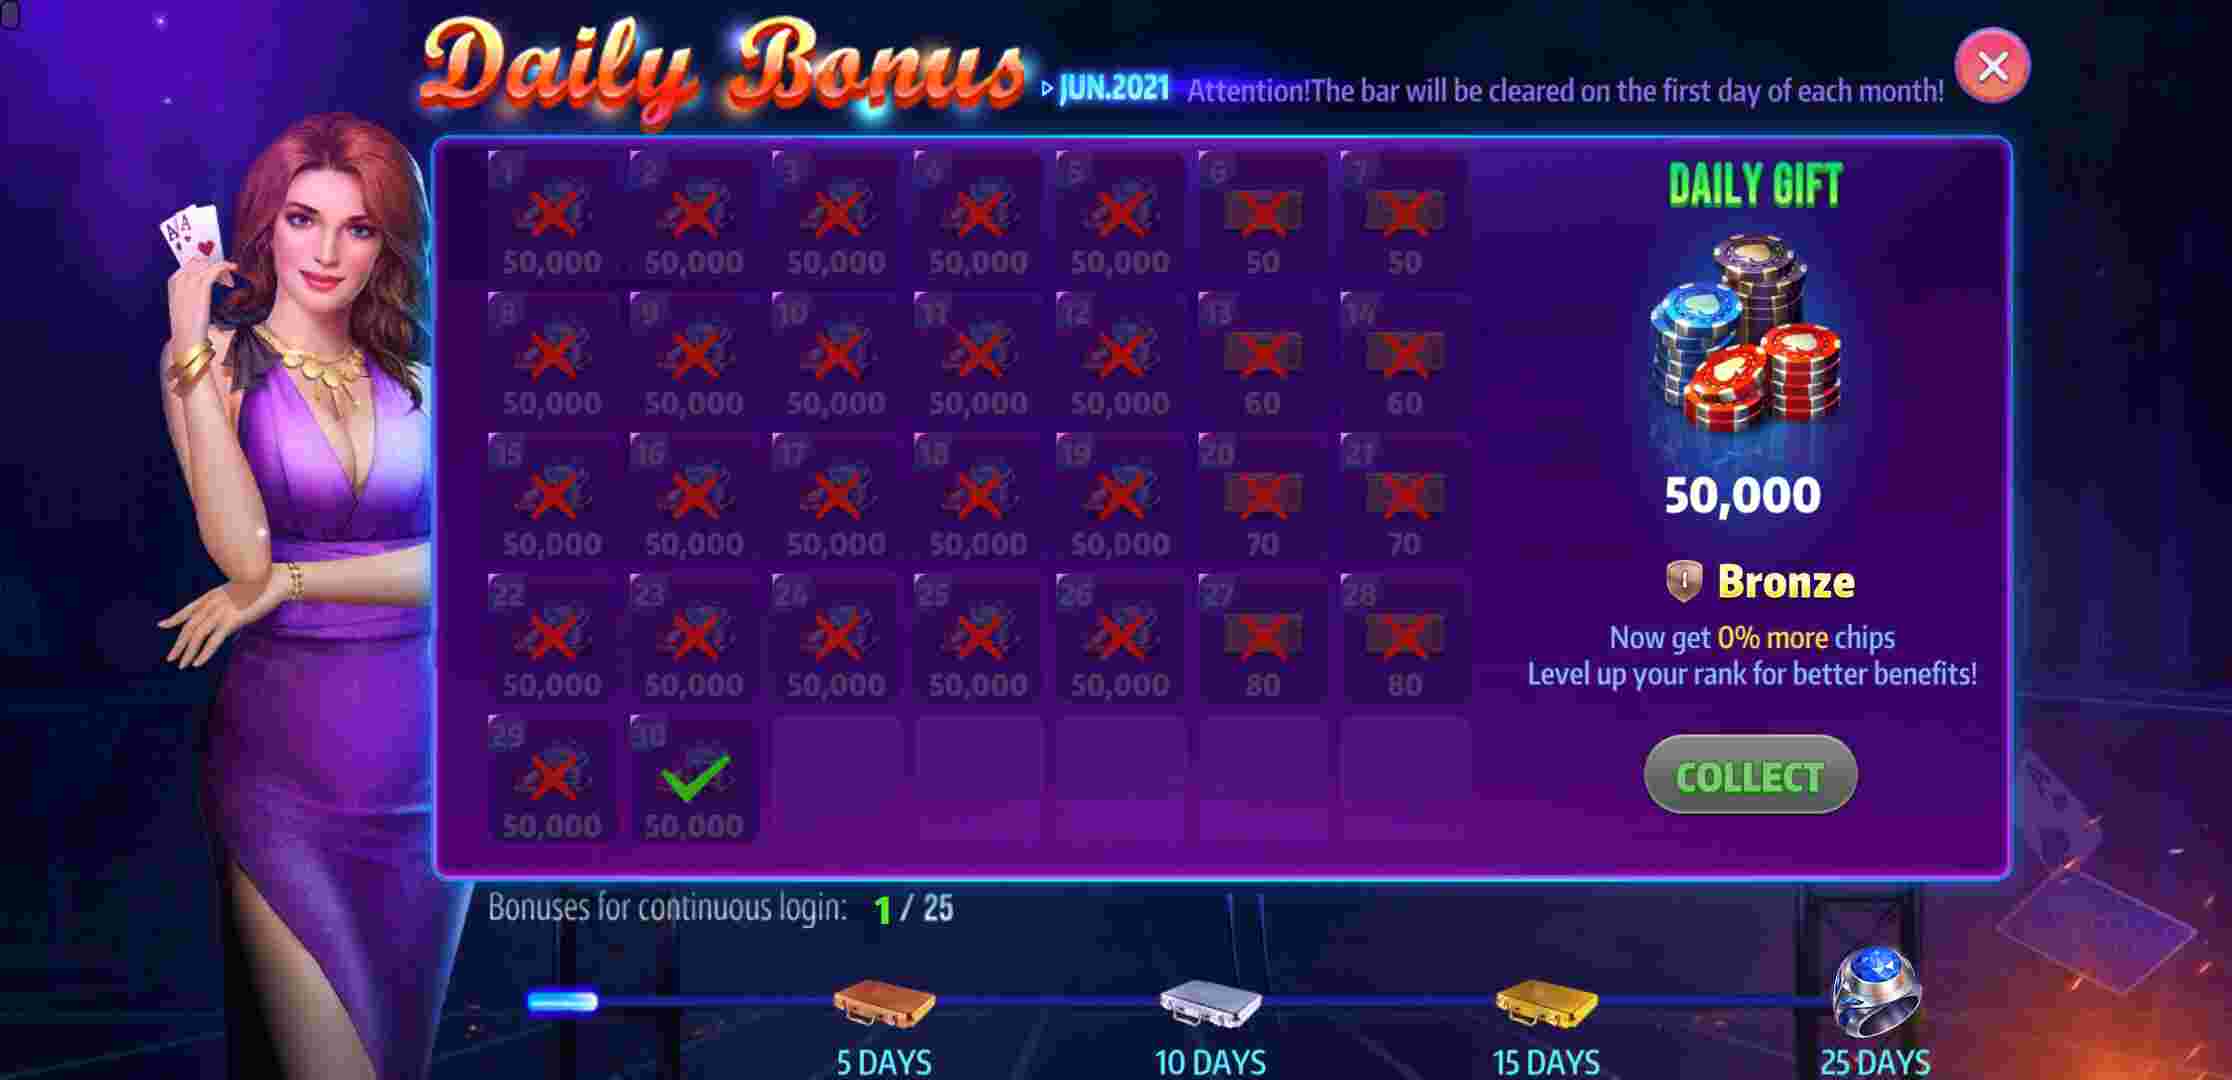 Daily Bonus
JUN.2021 Attention!The bar will be cleared on the first day of each month!
1 2 3 4 5 6 7
50,000 50,000 50,000 50,000 50,000 50 50
8 9 10 11 12 13 14
50,000 50,000 50,000 50,000 50,000 60 60
15 16 17 18 19 20 21
50,000 50,000 50,000 50,000 50,000 70 70
22 23 24 25 26 27 28
50,000 50,000 50,000 50,000 50,000 80 80
29 30
50,000 50,000
DAILY GIFT
50,000
Bronze
Now get 0% more chips
Level up your rank for better benefits!
COLLECT
Bonuses for continuous login: 1 / 25
5 DAYS 10 DAYS 15 DAYS 25 DAYS
A A